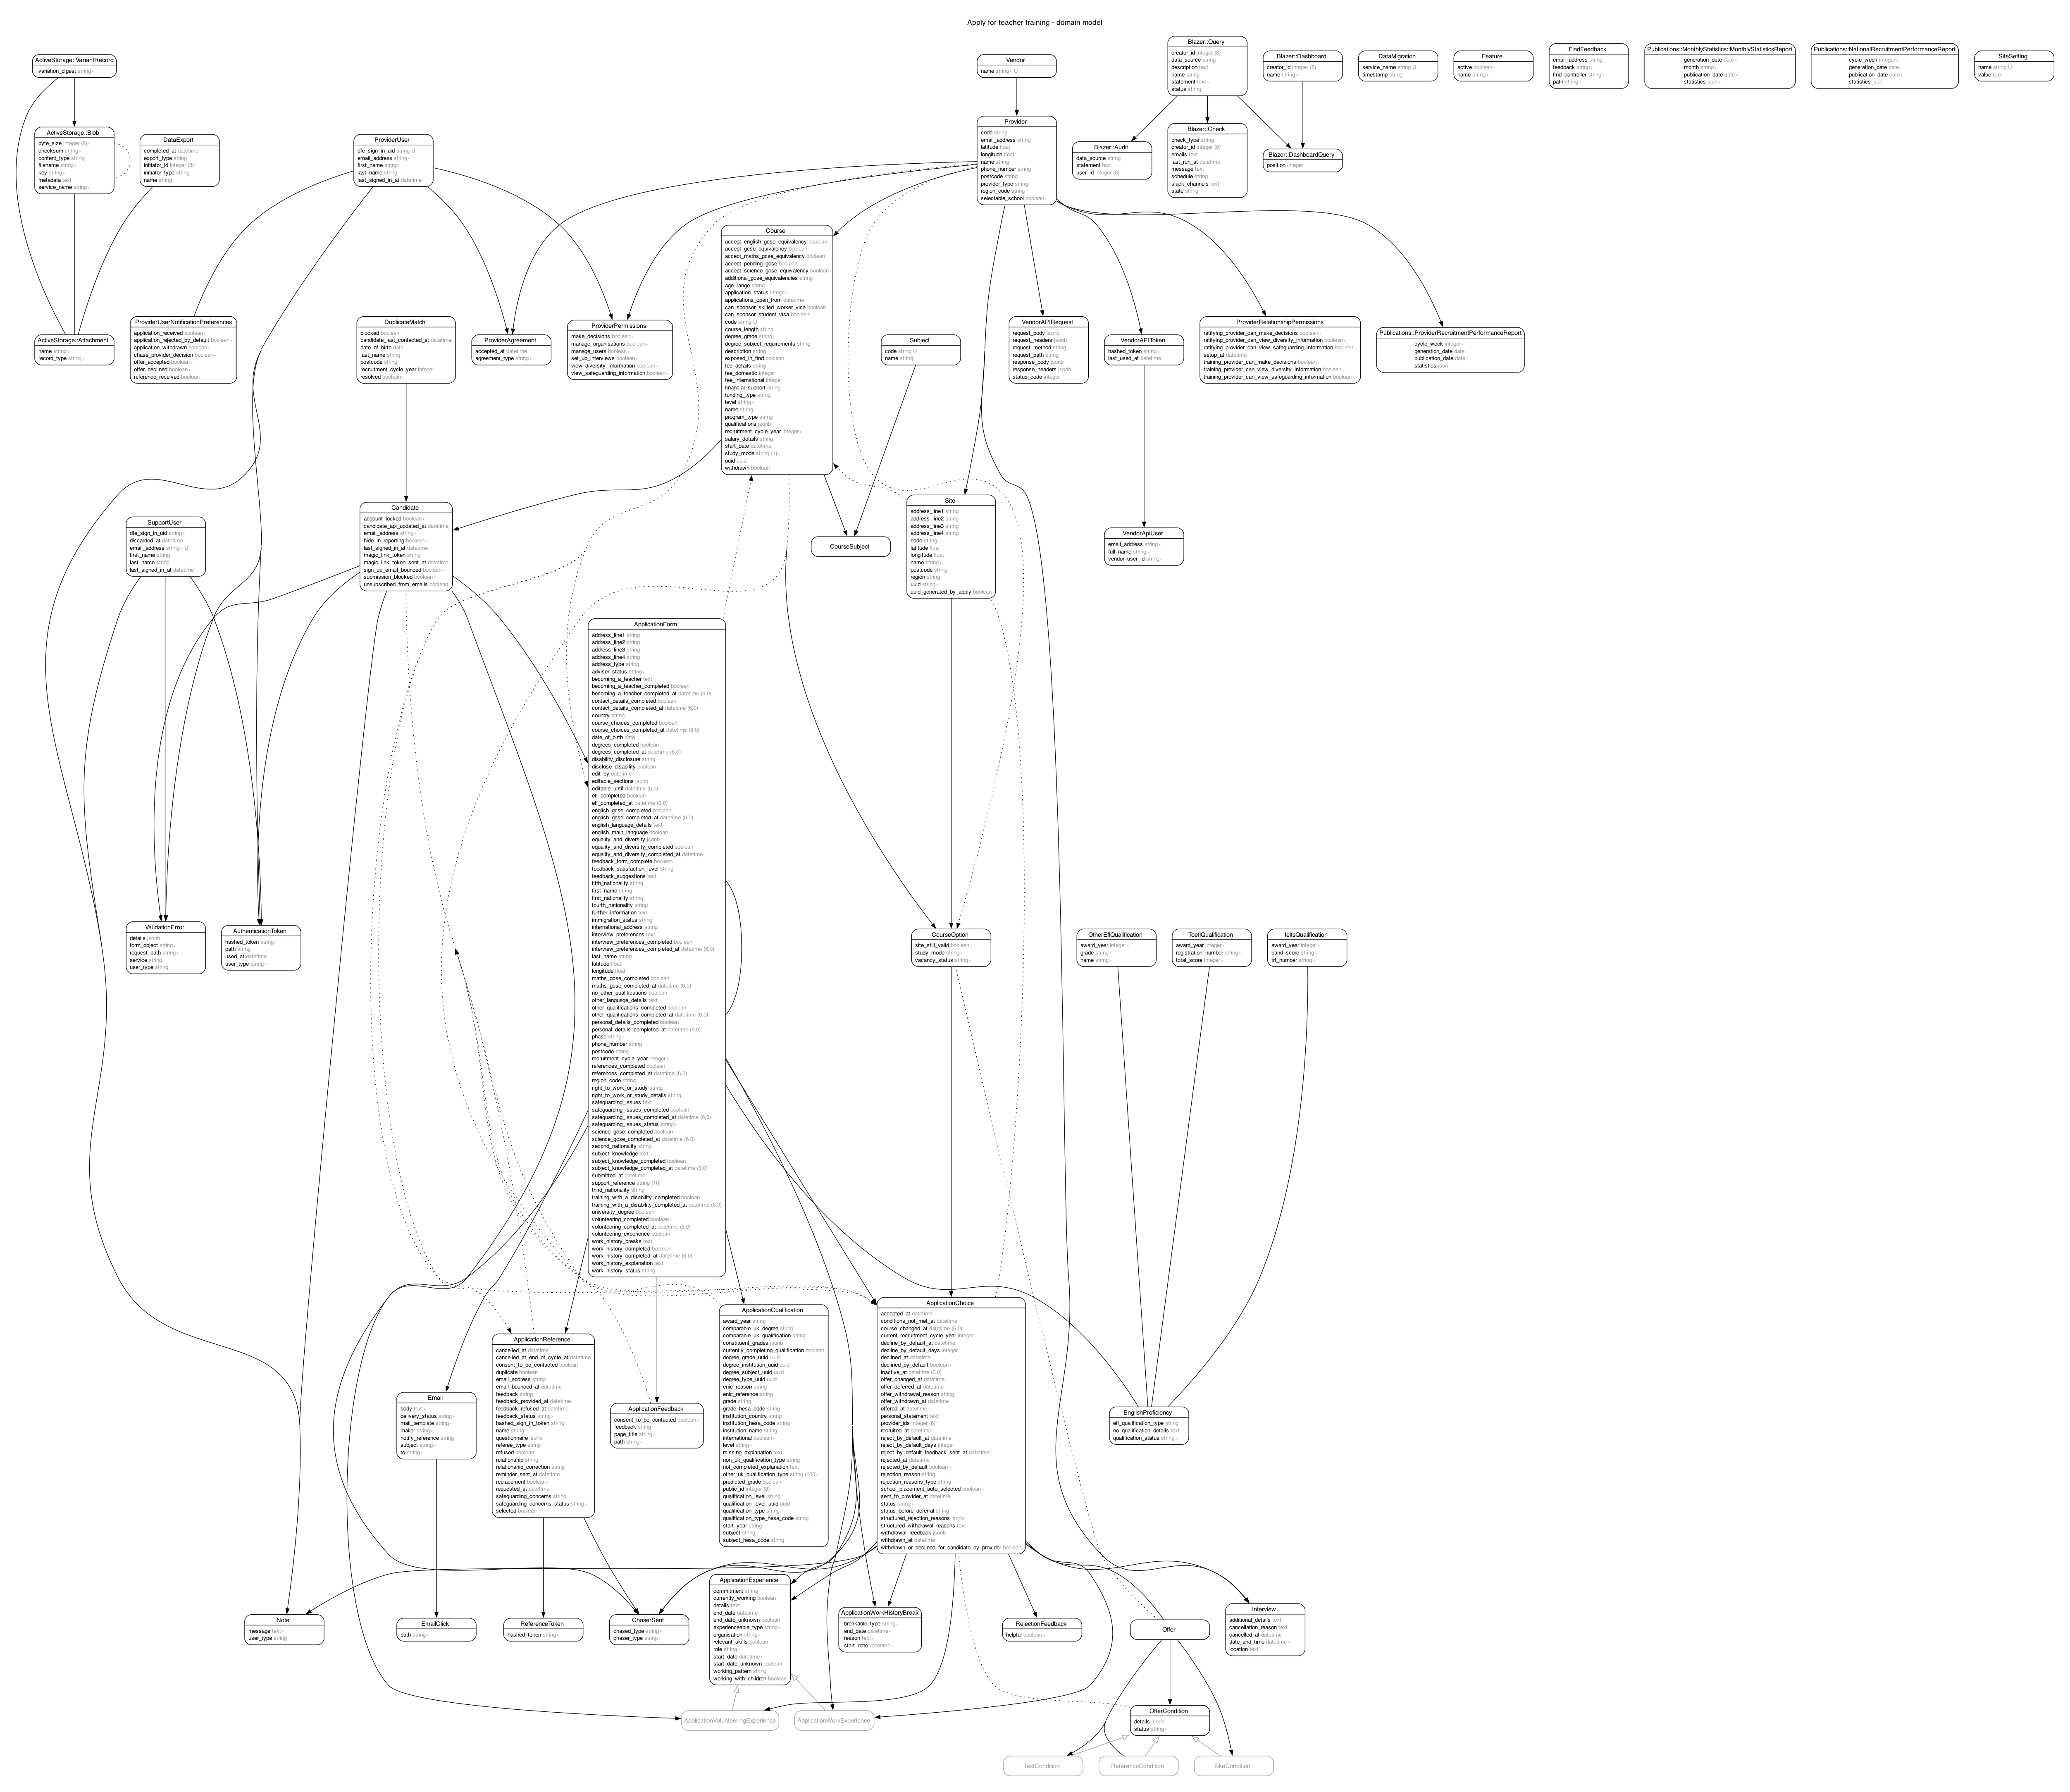 Apply for teacher training - domain model
ActiveStorage::VariantRecord
variation_digest string ∗
Vendor
name string ∗ U
Blazer::Query
creator_id integer (8)
data_source string
description text
name string
statement text ∗
status string
Blazer::Dashboard
creator_id integer (8)
name string ∗
DataMigration
service_name string U
timestamp string
Feature
active boolean ∗
name string ∗
FindFeedback
email_address string
feedback string ∗
find_controller string ∗
path string ∗
Publications::MonthlyStatistics::MonthlyStatisticsReport
generation_date date ∗
month string ∗
publication_date date ∗
statistics json ∗
Publications::NationalRecruitmentPerformanceReport
cycle_week integer ∗
generation_date date
publication_date date ∗
statistics json
SiteSetting
name string U
value text
ActiveStorage::Blob
byte_size integer (8) ∗
checksum string ∗
content_type string
filename string ∗
key string ∗
metadata text
service_name string ∗
DataExport
completed_at datetime
export_type string
initiator_id integer (8)
initiator_type string
name string
ProviderUser
dfe_sign_in_uid string U
email_address string ∗
first_name string
last_name string
last_signed_in_at datetime
Provider
code string
email_address string
latitude float
longitude float
name string
phone_number string
postcode string
provider_type string
region_code string
selectable_school boolean ∗
Blazer::Audit
data_source string
statement text
user_id integer (8)
Blazer::Check
check_type string
creator_id integer (8)
emails text
last_run_at datetime
message text
schedule string
slack_channels text
state string
Blazer::DashboardQuery
position integer
Course
accept_english_gcse_equivalency boolean
accept_gcse_equivalency boolean
accept_maths_gcse_equivalency boolean
accept_pending_gcse boolean
accept_science_gcse_equivalency boolean
additional_gcse_equivalencies string
age_range string
application_status integer ∗
applications_open_from datetime
can_sponsor_skilled_worker_visa boolean
can_sponsor_student_visa boolean
code string U
course_length string
degree_grade string
degree_subject_requirements string
description string
exposed_in_find boolean
fee_details string
fee_domestic integer
fee_international integer
financial_support string
funding_type string
level string ∗
name string
program_type string
qualifications jsonb
recruitment_cycle_year integer ∗
salary_details string
start_date datetime
study_mode string (1) ∗
uuid uuid
withdrawn boolean
ActiveStorage::Attachment
name string ∗
record_type string ∗
ProviderUserNotificationPreferences
application_received boolean ∗
application_rejected_by_default boolean ∗
application_withdrawn boolean ∗
chase_provider_decision boolean ∗
offer_accepted boolean ∗
offer_declined boolean ∗
reference_received boolean
DuplicateMatch
blocked boolean
candidate_last_contacted_at datetime
date_of_birth date
last_name string
postcode string
recruitment_cycle_year integer
resolved boolean ∗
ProviderAgreement
accepted_at datetime
agreement_type string ∗
ProviderPermissions
make_decisions boolean ∗
manage_organisations boolean ∗
manage_users boolean ∗
set_up_interviews boolean ∗
view_diversity_information boolean ∗
view_safeguarding_information boolean ∗
Subject
code string U
name string
VendorAPIRequest
request_body jsonb
request_headers jsonb
request_method string
request_path string
response_body jsonb
response_headers jsonb
status_code integer
VendorAPIToken
hashed_token string ∗
last_used_at datetime
ProviderRelationshipPermissions
ratifying_provider_can_make_decisions boolean ∗
ratifying_provider_can_view_diversity_information boolean ∗
ratifying_provider_can_view_safeguarding_information boolean ∗
setup_at datetime
training_provider_can_make_decisions boolean ∗
training_provider_can_view_diversity_information boolean ∗
training_provider_can_view_safeguarding_information boolean ∗
Publications::ProviderRecruitmentPerformanceReport
cycle_week integer ∗
generation_date date
publication_date date ∗
statistics json
Candidate
account_locked boolean ∗
candidate_api_updated_at datetime
email_address string ∗
hide_in_reporting boolean ∗
last_signed_in_at datetime
magic_link_token string
magic_link_token_sent_at datetime
sign_up_email_bounced boolean ∗
submission_blocked boolean ∗
unsubscribed_from_emails boolean
SupportUser
dfe_sign_in_uid string ∗
discarded_at datetime
email_address string ∗ U
first_name string
last_name string
last_signed_in_at datetime
CourseSubject
Site
address_line1 string
address_line2 string
address_line3 string
address_line4 string
code string ∗
latitude float
longitude float
name string ∗
postcode string
region string
uuid string ∗
uuid_generated_by_apply boolean
VendorApiUser
email_address string ∗
full_name string ∗
vendor_user_id string ∗
ApplicationForm
address_line1 string
address_line2 string
address_line3 string
address_line4 string
address_type string
adviser_status string ∗
becoming_a_teacher text
becoming_a_teacher_completed boolean
becoming_a_teacher_completed_at datetime (6,0)
contact_details_completed boolean
contact_details_completed_at datetime (6,0)
country string
course_choices_completed boolean
course_choices_completed_at datetime (6,0)
date_of_birth date
degrees_completed boolean
degrees_completed_at datetime (6,0)
disability_disclosure string
disclose_disability boolean
edit_by datetime
editable_sections jsonb
editable_until datetime (6,0)
efl_completed boolean
efl_completed_at datetime (6,0)
english_gcse_completed boolean
english_gcse_completed_at datetime (6,0)
english_language_details text
english_main_language boolean
equality_and_diversity jsonb
equality_and_diversity_completed boolean
equality_and_diversity_completed_at datetime
feedback_form_complete boolean
feedback_satisfaction_level string
feedback_suggestions text
fifth_nationality string
first_name string
first_nationality string
fourth_nationality string
further_information text
immigration_status string
international_address string
interview_preferences text
interview_preferences_completed boolean
interview_preferences_completed_at datetime (6,0)
last_name string
latitude float
longitude float
maths_gcse_completed boolean
maths_gcse_completed_at datetime (6,0)
no_other_qualifications boolean
other_language_details text
other_qualifications_completed boolean
other_qualifications_completed_at datetime (6,0)
personal_details_completed boolean
personal_details_completed_at datetime (6,0)
phase string ∗
phone_number string
postcode string
recruitment_cycle_year integer ∗
references_completed boolean
references_completed_at datetime (6,0)
region_code string
right_to_work_or_study string
right_to_work_or_study_details string
safeguarding_issues text
safeguarding_issues_completed boolean
safeguarding_issues_completed_at datetime (6,0)
safeguarding_issues_status string ∗
science_gcse_completed boolean
science_gcse_completed_at datetime (6,0)
second_nationality string
subject_knowledge text
subject_knowledge_completed boolean
subject_knowledge_completed_at datetime (6,0)
submitted_at datetime
support_reference string (10)
third_nationality string
training_with_a_disability_completed boolean
training_with_a_disability_completed_at datetime (6,0)
university_degree boolean
volunteering_completed boolean
volunteering_completed_at datetime (6,0)
volunteering_experience boolean
work_history_breaks text
work_history_completed boolean
work_history_completed_at datetime (6,0)
work_history_explanation text
work_history_status string
ValidationError
details jsonb
form_object string ∗
request_path string ∗
service string
user_type string
AuthenticationToken
hashed_token string ∗
path string
used_at datetime
user_type string ∗
CourseOption
site_still_valid boolean ∗
study_mode string ∗
vacancy_status string ∗
OtherEflQualification
award_year integer ∗
grade string ∗
name string ∗
ToeflQualification
award_year integer ∗
registration_number string ∗
total_score integer ∗
IeltsQualification
award_year integer ∗
band_score string ∗
trf_number string ∗
ApplicationChoice
accepted_at datetime
conditions_not_met_at datetime
course_changed_at datetime (6,0)
current_recruitment_cycle_year integer
decline_by_default_at datetime
decline_by_default_days integer
declined_at datetime
declined_by_default boolean ∗
inactive_at datetime (6,0)
offer_changed_at datetime
offer_deferred_at datetime
offer_withdrawal_reason string
offer_withdrawn_at datetime
offered_at datetime
personal_statement text
provider_ids integer (8)
recruited_at datetime
reject_by_default_at datetime
reject_by_default_days integer
reject_by_default_feedback_sent_at datetime
rejected_at datetime
rejected_by_default boolean ∗
rejection_reason string
rejection_reasons_type string
school_placement_auto_selected boolean ∗
sent_to_provider_at datetime
status string ∗
status_before_deferral string
structured_rejection_reasons jsonb
structured_withdrawal_reasons text
withdrawal_feedback jsonb
withdrawn_at datetime
withdrawn_or_declined_for_candidate_by_provider boolean
ApplicationQualification
award_year string
comparable_uk_degree string
comparable_uk_qualification string
constituent_grades jsonb
currently_completing_qualification boolean
degree_grade_uuid uuid
degree_institution_uuid uuid
degree_subject_uuid uuid
degree_type_uuid uuid
enic_reason string
enic_reference string
grade string
grade_hesa_code string
institution_country string
institution_hesa_code string
institution_name string
international boolean ∗
level string ∗
missing_explanation text
non_uk_qualification_type string
not_completed_explanation text
other_uk_qualification_type string (100)
predicted_grade boolean
public_id integer (8)
qualification_level string
qualification_level_uuid uuid
qualification_type string
qualification_type_hesa_code string
start_year string
subject string
subject_hesa_code string
ApplicationReference
cancelled_at datetime
cancelled_at_end_of_cycle_at datetime
consent_to_be_contacted boolean
duplicate boolean
email_address string
email_bounced_at datetime
feedback string
feedback_provided_at datetime
feedback_refused_at datetime
feedback_status string ∗
hashed_sign_in_token string
name string
questionnaire jsonb
referee_type string
refused boolean
relationship string
relationship_correction string
reminder_sent_at datetime
replacement boolean ∗
requested_at datetime
safeguarding_concerns string
safeguarding_concerns_status string ∗
selected boolean
Email
body text ∗
delivery_status string ∗
mail_template string ∗
mailer string ∗
notify_reference string
subject string ∗
to string ∗
ApplicationFeedback
consent_to_be_contacted boolean ∗
feedback string
page_title string ∗
path string ∗
EnglishProficiency
efl_qualification_type string
no_qualification_details text
qualification_status string ∗
Note
message text ∗
user_type string
EmailClick
path string ∗
ReferenceToken
hashed_token string ∗
ChaserSent
chased_type string ∗
chaser_type string ∗
ApplicationExperience
commitment string
currently_working boolean
details text
end_date datetime
end_date_unknown boolean
experienceable_type string ∗
organisation string ∗
relevant_skills boolean
role string ∗
start_date datetime ∗
start_date_unknown boolean
working_pattern string
working_with_children boolean
ApplicationWorkHistoryBreak
breakable_type string ∗
end_date datetime ∗
reason text ∗
start_date datetime ∗
RejectionFeedback
helpful boolean ∗
Offer
Interview
additional_details text
cancellation_reason text
cancelled_at datetime
date_and_time datetime ∗
location text
ApplicationVolunteeringExperience
ApplicationWorkExperience
OfferCondition
details jsonb
status string ∗
TextCondition
ReferenceCondition
SkeCondition